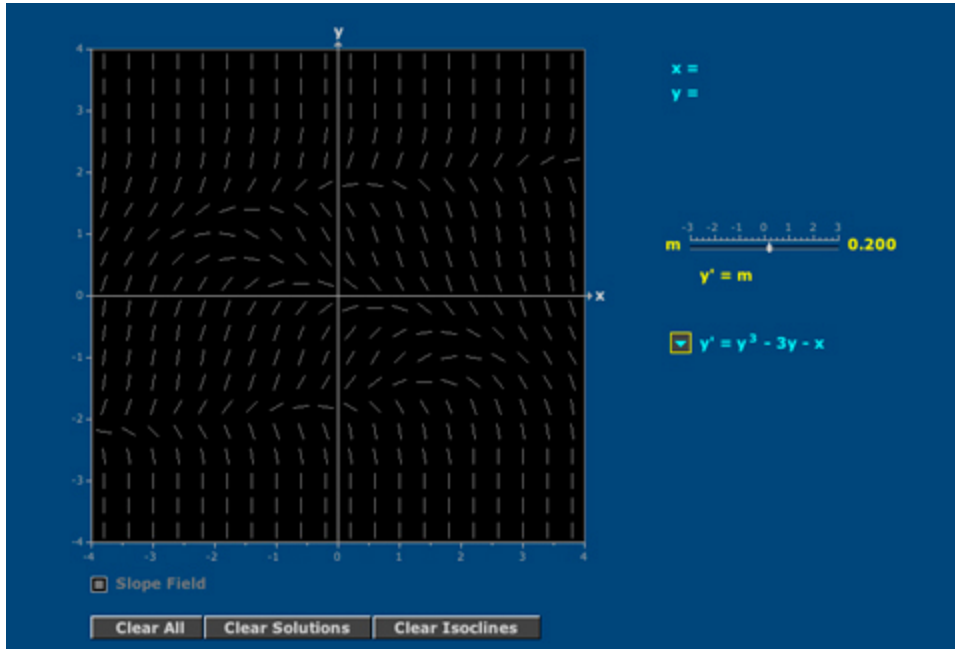 y
4
3
2
1
0
-1
-2
-3
-4
-4 -3 -2 -1 0 1 2 3 4
x
x =
y =
-3 -2 -1 0 1 2 3
m 0.200
y' = m
y' = y³ - 3y - x
Slope Field
Clear All Clear Solutions Clear Isoclines